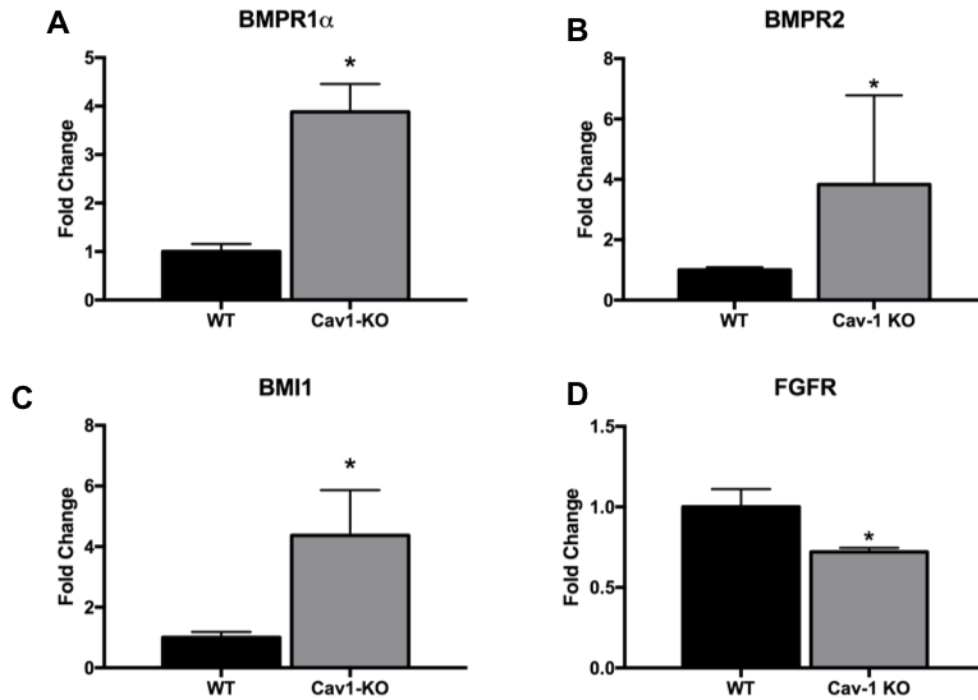 A
BMPR1α
Fold Change
5
4
3
2
1
0
*
WT
Cav1-KO
B
BMPR2
Fold Change
8
6
4
2
0
*
WT
Cav-1 KO
C
BMI1
Fold Change
8
6
4
2
0
*
WT
Cav1-KO
D
FGFR
Fold Change
1.5
1.0
0.5
0.0
*
WT
Cav-1 KO